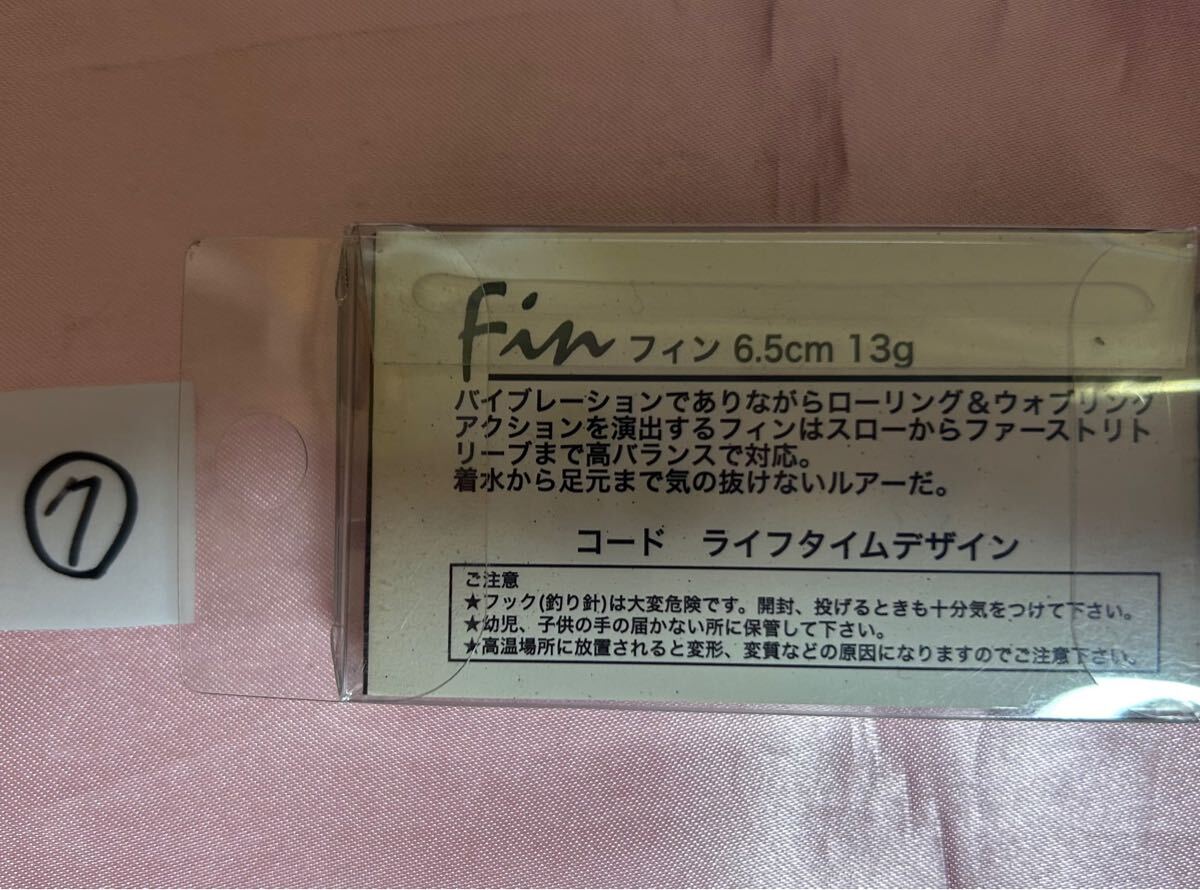 ⑦
Fin フィン 6.5cm 13g
バイブレーションでありながらローリング＆ウォブリング
アクションを演出するフィンはスローからファーストリト
リーブまで高バランスで対応。
着水から足元まで気の抜けないルアーだ。
コード　ライフタイムデザイン
ご注意
★フック(釣り針)は大変危険です。開封、投げるときも十分気をつけて下さい。
★幼児、子供の手の届かない所に保管して下さい。
★高温場所に放置されると変形、変質などの原因になりますのでご注意下さい。